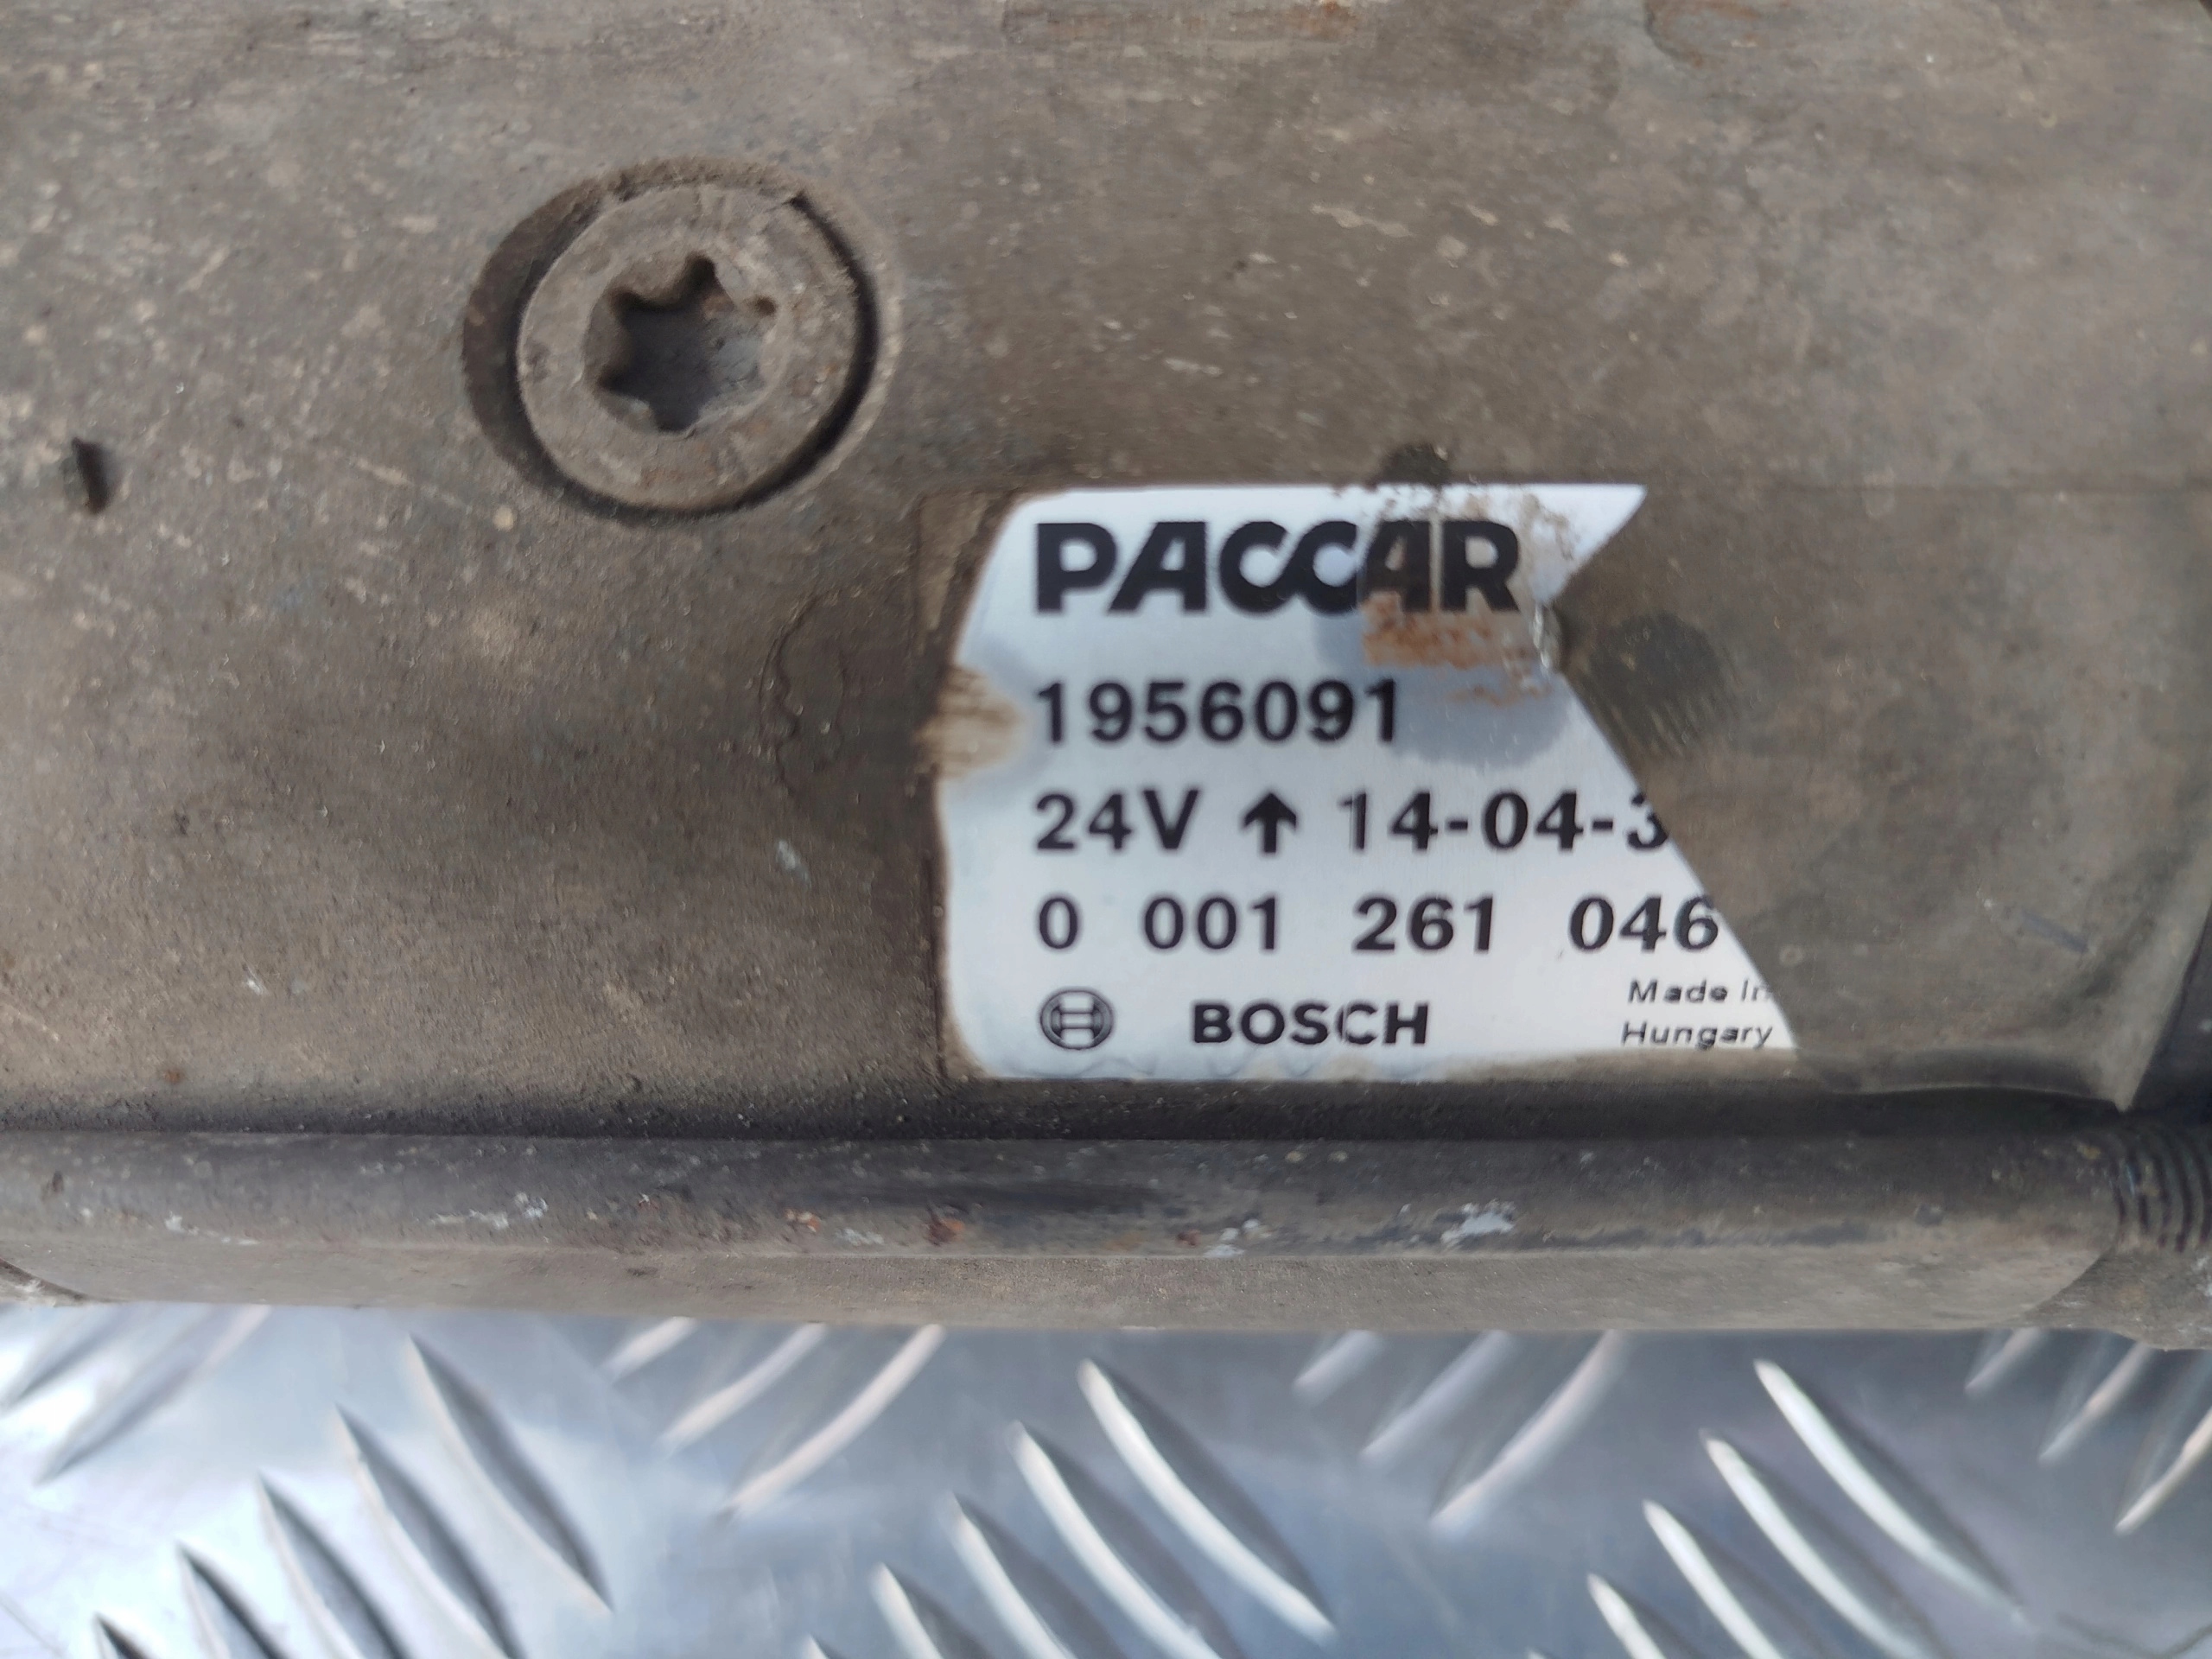 PACCAR
1956091
24V ↑ 14-04-3
0 001 261 046
BOSCH
Made In
Hungary